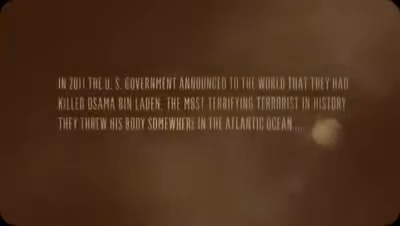 IN 2011 THE U. S. GOVERNMENT ANNOUNCED TO THE WORLD THAT THEY HAD
KILLED OSAMA BIN LADEN, THE MOST TERRIFYING TERRORIST IN HISTORY.
THEY THREW HIS BODY SOMEWHERE IN THE ATLANTIC OCEAN ...